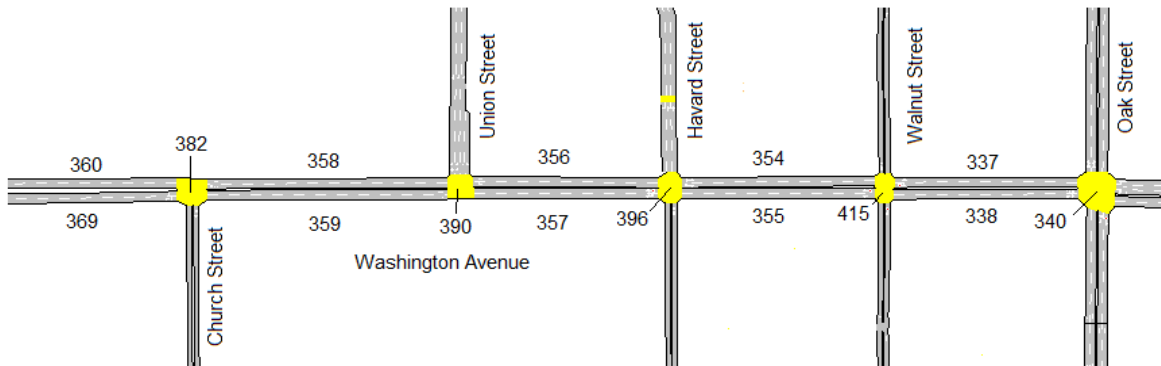 Union Street
Havard Street
Walnut Street
Oak Street
382
360
358
356
354
337
369
359
390
357
396
355
415
338
340
Washington Avenue
Church Street